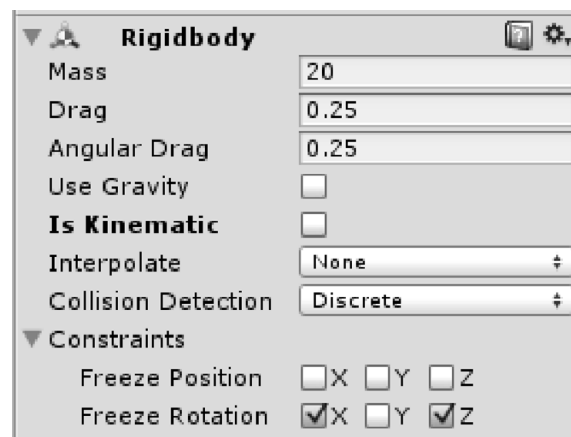 Rigidbody
Mass 20
Drag 0.25
Angular Drag 0.25
Use Gravity
Is Kinematic
Interpolate None
Collision Detection Discrete
Constraints
Freeze Position X Y Z
Freeze Rotation X Y Z